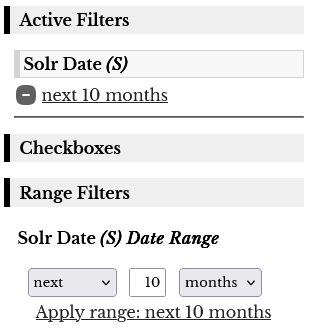 Active Filters
Solr Date (S)
next 10 months
Checkboxes
Range Filters
Solr Date (S) Date Range
next 10 months
Apply range: next 10 months